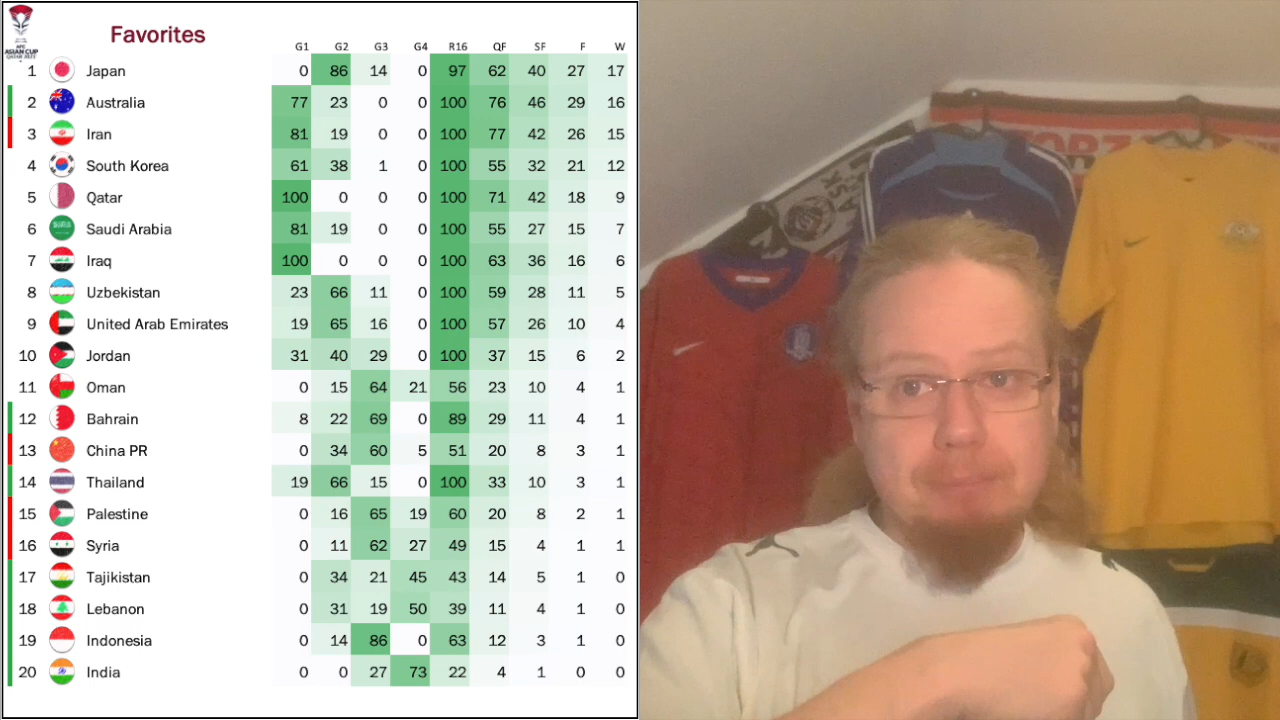 AFC
ASIAN CUP
QATAR 2023
Favorites
G1 G2 G3 G4 R16 QF SF F W
1 Japan 0 86 14 0 97 62 40 27 17
2 Australia 77 23 0 0 100 76 46 29 16
3 Iran 81 19 0 0 100 77 42 26 15
4 South Korea 61 38 1 0 100 55 32 21 12
5 Qatar 100 0 0 0 100 71 42 18 9
6 Saudi Arabia 81 19 0 0 100 55 27 15 7
7 Iraq 100 0 0 0 100 63 36 16 6
8 Uzbekistan 23 66 11 0 100 59 28 11 5
9 United Arab Emirates 19 65 16 0 100 57 26 10 4
10 Jordan 31 40 29 0 100 37 15 6 2
11 Oman 0 15 64 21 56 23 10 4 1
12 Bahrain 8 22 69 0 89 29 11 4 1
13 China PR 0 34 60 5 51 20 8 3 1
14 Thailand 19 66 15 0 100 33 10 3 1
15 Palestine 0 16 65 19 60 20 8 2 1
16 Syria 0 11 62 27 49 15 4 1 1
17 Tajikistan 0 34 21 45 43 14 5 1 0
18 Lebanon 0 31 19 50 39 11 4 1 0
19 Indonesia 0 14 86 0 63 12 3 1 0
20 India 0 0 27 73 22 4 1 0 0